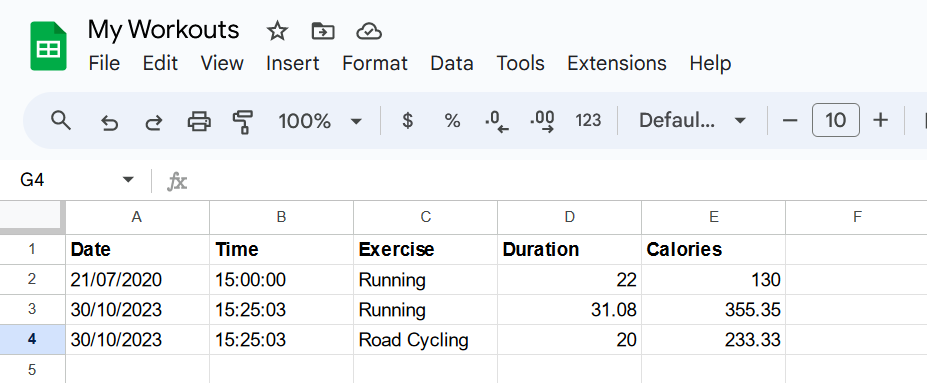 My Workouts
File Edit View Insert Format Data Tools Extensions Help
100% $ % .0 .00 123 Defaul... 10
G4 fx
A B C D E F
1 Date Time Exercise Duration Calories
2 21/07/2020 15:00:00 Running 22 130
3 30/10/2023 15:25:03 Running 31.08 355.35
4 30/10/2023 15:25:03 Road Cycling 20 233.33
5